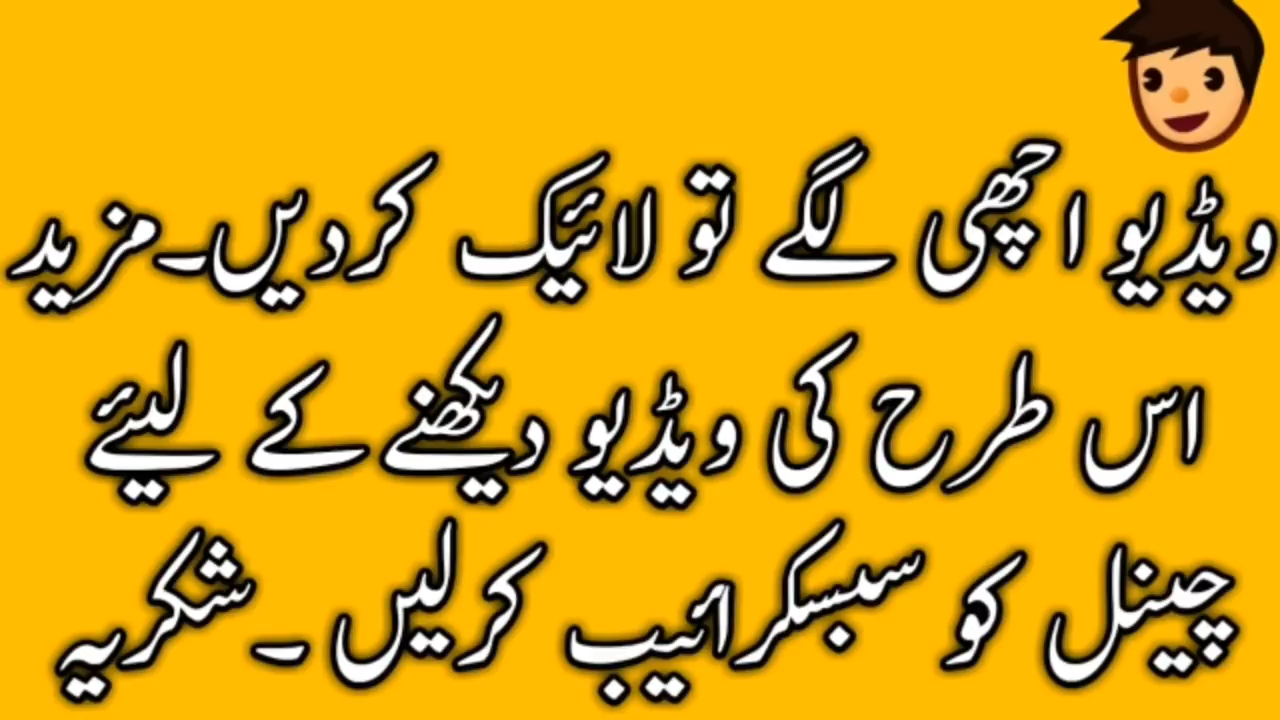 ویڈیو اچھی لگے تو لائیک کردیں۔مزید
اس طرح کی ویڈیو دیکھنے کے لیئے
چینل کو سبسکرائیب کرلیں ۔شکریہ